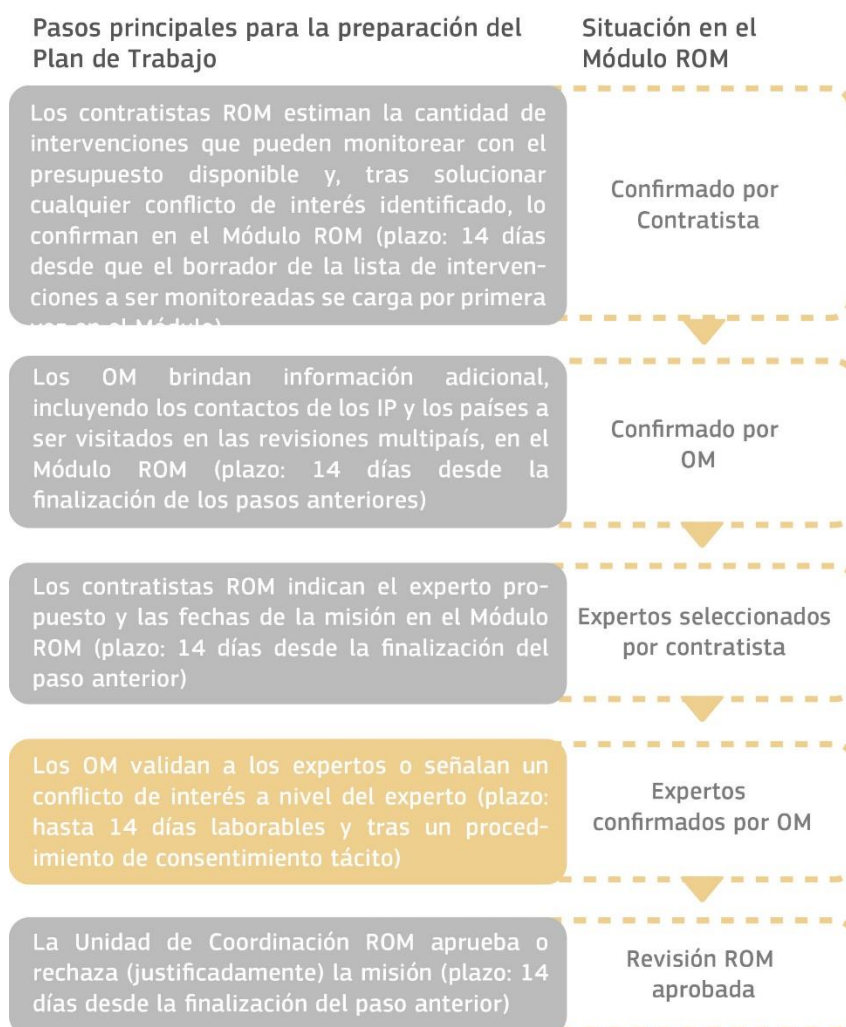 Pasos principales para la preparación del
Plan de Trabajo
Situación en el
Módulo ROM
Los contratistas ROM estiman la cantidad de
intervenciones que pueden monitorear con el
presupuesto disponible y, tras solucionar
cualquier conflicto de interés identificado, lo
confirman en el Módulo ROM (plazo: 14 días
desde que el borrador de la lista de interven-
ciones a ser monitoreadas se carga por primera
vez en el Módulo)
Confirmado por
Contratista
Los OM brindan información adicional,
incluyendo los contactos de los IP y los países a
ser visitados en las revisiones multipaís, en el
Módulo ROM (plazo: 14 días desde la
finalización de los pasos anteriores)
Confirmado por
OM
Los contratistas ROM indican el experto pro-
puesto y las fechas de la misión en el Módulo
ROM (plazo: 14 días desde la finalización del
paso anterior)
Expertos seleccionados
por contratista
Los OM validan a los expertos o señalan un
conflicto de interés a nivel del experto (plazo:
hasta 14 días laborables y tras un proced-
imiento de consentimiento tácito)
Expertos
confirmados por OM
La Unidad de Coordinación ROM aprueba o
rechaza (justificadamente) la misión (plazo: 14
días desde la finalización del paso anterior)
Revisión ROM
aprobada